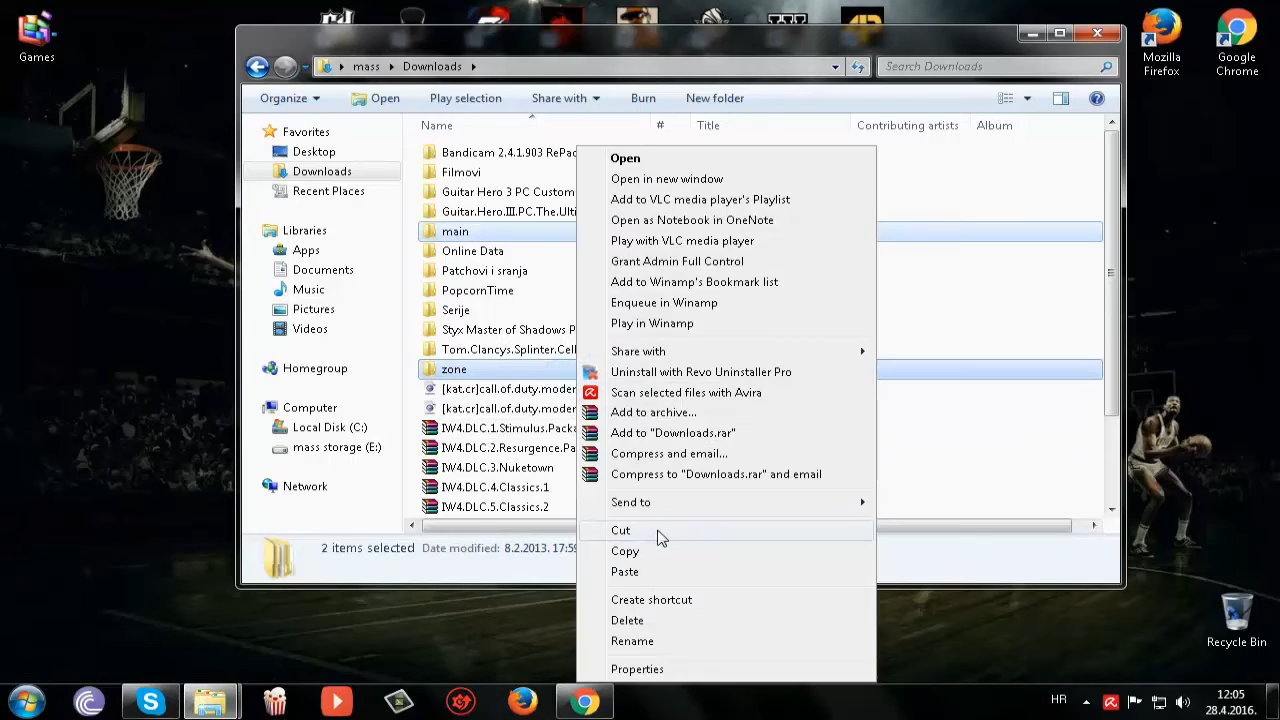 Games
Mozilla
Firefox
Google
Chrome
mass
Downloads
Search Downloads
Organize
Open
Play selection
Share with
Burn
New folder
Name
#
Title
Contributing artists
Album
Favorites
Desktop
Downloads
Recent Places
Libraries
Apps
Documents
Music
Pictures
Videos
Homegroup
Computer
Local Disk (C:)
mass storage (E:)
Network
Bandicam 2.4.1.903 RePac
Filmovi
Guitar Hero 3 PC Custom
Guitar.Hero.III.PC.The.Ulti
main
Online Data
Patchovi i sranja
PopcornTime
Serije
Styx Master of Shadows P
Tom.Clancys.Splinter.Cell
zone
[kat.cr]call.of.duty.moder
[kat.cr]call.of.duty.moder
IW4.DLC.1.Stimulus.Packa
IW4.DLC.2.Resurgence.Pa
IW4.DLC.3.Nuketown
IW4.DLC.4.Classics.1
IW4.DLC.5.Classics.2
Open
Open in new window
Add to VLC media player's Playlist
Open as Notebook in OneNote
Play with VLC media player
Grant Admin Full Control
Add to Winamp's Bookmark list
Enqueue in Winamp
Play in Winamp
Share with
Uninstall with Revo Uninstaller Pro
Scan selected files with Avira
Add to archive...
Add to "Downloads.rar"
Compress and email...
Compress to "Downloads.rar" and email
Send to
Cut
Copy
Paste
Create shortcut
Delete
Rename
Properties
2 items selected
Date modified: 8.2.2013. 17:59
Recycle Bin
HR
12:05
28.4.2016.